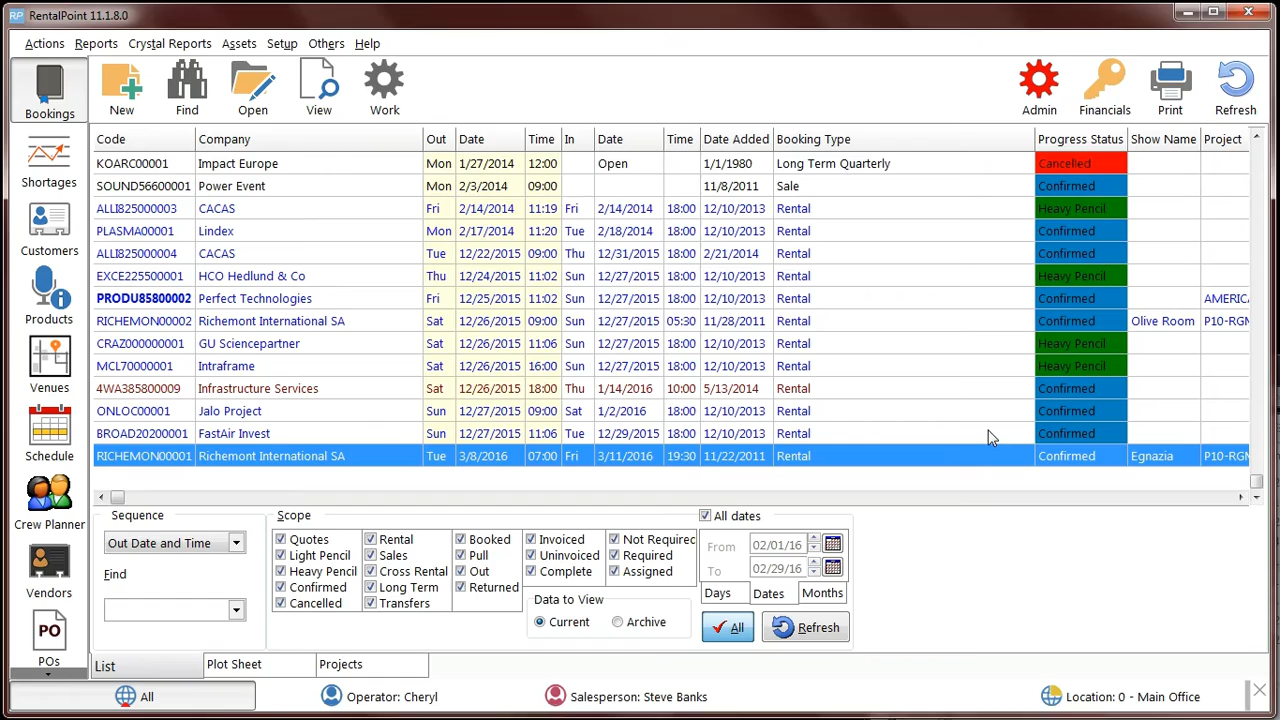 RP RentalPoint 11.1.8.0
Actions Reports Crystal Reports Assets Setup Others Help
Bookings New Find Open View Work Admin Financials Print Refresh
Code Company Out Date Time In Date Time Date Added Booking Type Progress Status Show Name Project
KOARC00001 Impact Europe Mon 1/27/2014 12:00 Open 1/1/1980 Long Term Quarterly Cancelled
SOUND56600001 Power Event Mon 2/3/2014 09:00 11/8/2011 Sale Confirmed
ALLI825000003 CACAS Fri 2/14/2014 11:19 Fri 2/14/2014 18:00 12/10/2013 Rental Heavy Pencil
PLASMA00001 Lindex Mon 2/17/2014 11:20 Tue 2/18/2014 18:00 12/10/2013 Rental Confirmed
ALLI825000004 CACAS Tue 12/22/2015 09:00 Thu 12/31/2015 18:00 2/21/2014 Rental Confirmed
EXCE225500001 HCO Hedlund & Co Thu 12/24/2015 11:02 Sun 12/27/2015 18:00 12/10/2013 Rental Heavy Pencil
PRODU85800002 Perfect Technologies Fri 12/25/2015 11:02 Sun 12/27/2015 18:00 12/10/2013 Rental Confirmed AMERICA
RICHEMON00002 Richemont International SA Sat 12/26/2015 09:00 Sun 12/27/2015 05:30 11/28/2011 Rental Confirmed Olive Room P10-RGM
CRAZ000000001 GU Sciencepartner Sat 12/26/2015 09:00 Sun 12/27/2015 18:00 12/10/2013 Rental Heavy Pencil
MCL70000001 Intraframe Sat 12/26/2015 16:00 Sun 12/27/2015 18:00 12/10/2013 Rental Heavy Pencil
4WA385800009 Infrastructure Services Sat 12/26/2015 18:00 Thu 1/14/2016 10:00 5/13/2014 Rental Confirmed
ONLOC00001 Jalo Project Sun 12/27/2015 09:00 Sat 1/2/2016 18:00 12/10/2013 Rental Confirmed
BROAD20200001 FastAir Invest Sun 12/27/2015 11:06 Tue 12/29/2015 18:00 12/10/2013 Rental Confirmed
RICHEMON00001 Richemont International SA Tue 3/8/2016 07:00 Fri 3/11/2016 19:30 11/22/2011 Rental Confirmed Egnazia P10-RGM
Shortages
Customers
Products
Venues
Schedule
Crew Planner
Vendors
PO
POs
Sequence
Out Date and Time
Find
Scope
Quotes Rental Booked Invoiced Not Required
Light Pencil Sales Pull Uninvoiced Required
Heavy Pencil Cross Rental Out Complete Assigned
Confirmed Long Term Returned
Cancelled Transfers
Data to View
Current Archive
All dates
From 02/01/16
To 02/29/16
Days Dates Months
All Refresh
List Plot Sheet Projects
All Operator: Cheryl Salesperson: Steve Banks Location: 0 - Main Office